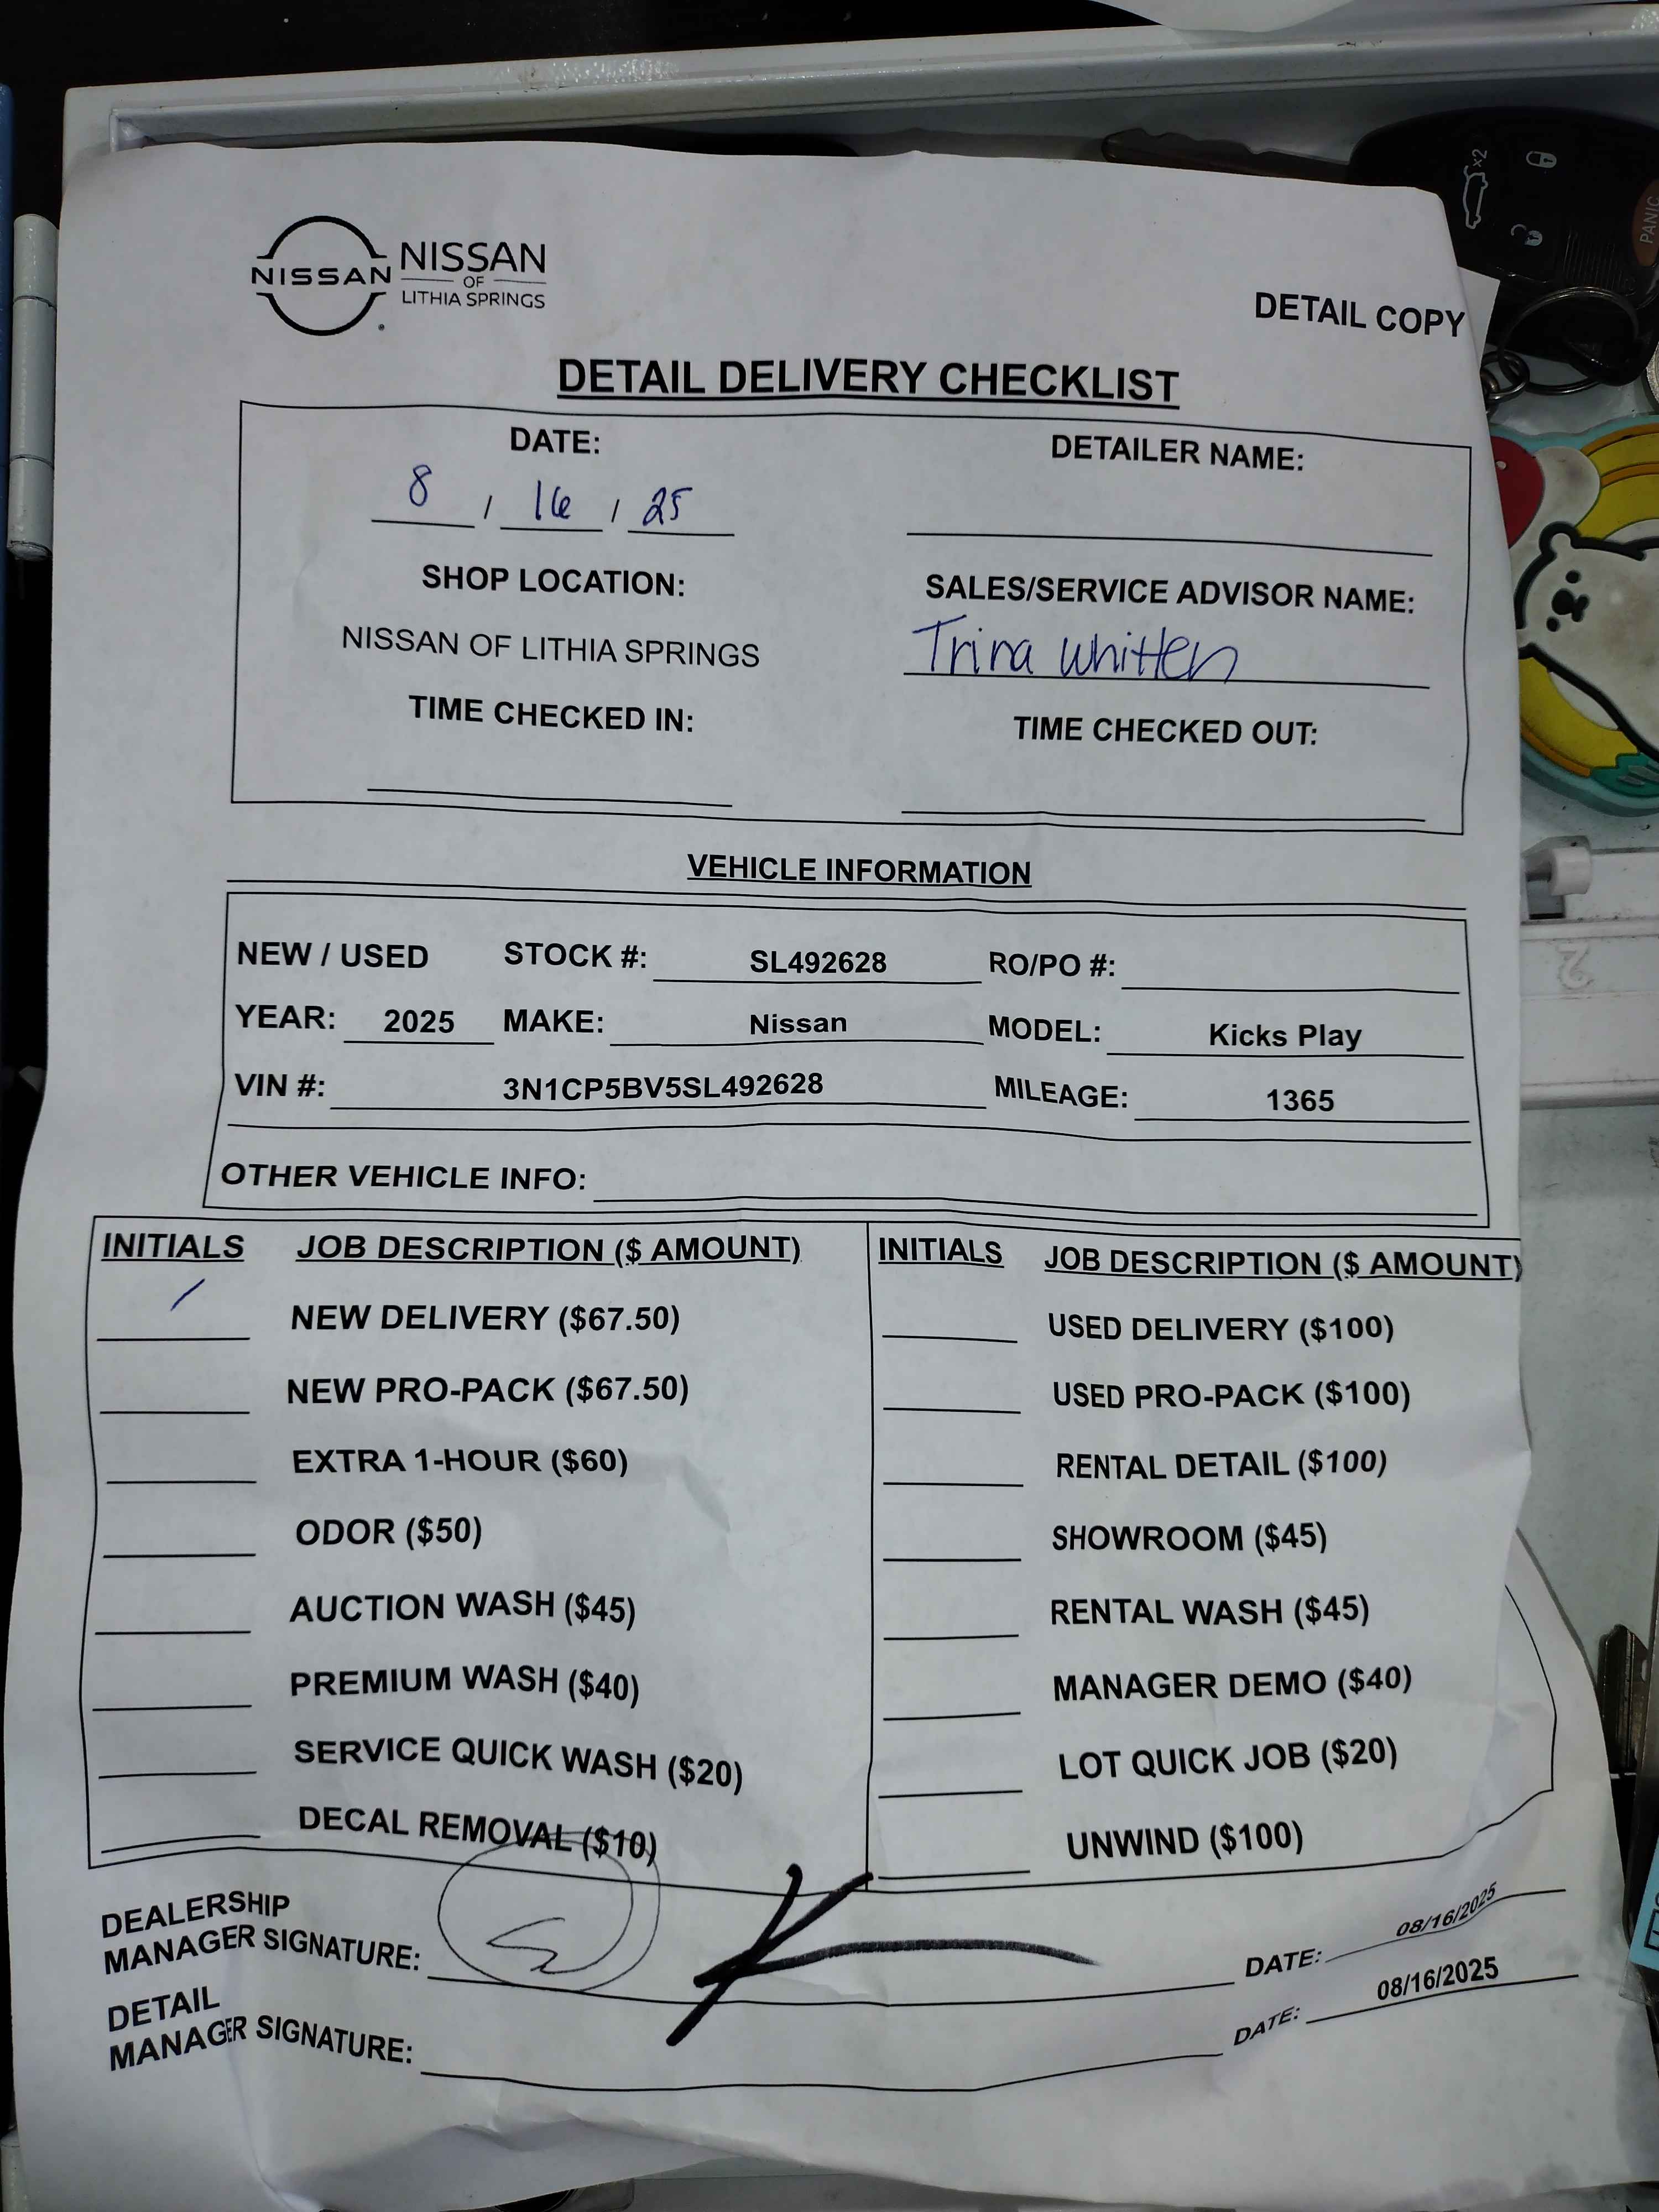 NISSAN
NISSAN
OF
LITHIA SPRINGS
DETAIL COPY
DETAIL DELIVERY CHECKLIST
DATE: DETAILER NAME:
8 / 16 / 25
SHOP LOCATION: SALES/SERVICE ADVISOR NAME:
NISSAN OF LITHIA SPRINGS Trina Whitten
TIME CHECKED IN: TIME CHECKED OUT:
VEHICLE INFORMATION
NEW / USED STOCK #: SL492628 RO/PO #:
YEAR: 2025 MAKE: Nissan MODEL: Kicks Play
VIN #: 3N1CP5BV5SL492628 MILEAGE: 1365
OTHER VEHICLE INFO:
INITIALS JOB DESCRIPTION ($ AMOUNT) INITIALS JOB DESCRIPTION ($ AMOUNT)
NEW DELIVERY ($67.50) USED DELIVERY ($100)
NEW PRO-PACK ($67.50) USED PRO-PACK ($100)
EXTRA 1-HOUR ($60) RENTAL DETAIL ($100)
ODOR ($50) SHOWROOM ($45)
AUCTION WASH ($45) RENTAL WASH ($45)
PREMIUM WASH ($40) MANAGER DEMO ($40)
SERVICE QUICK WASH ($20) LOT QUICK JOB ($20)
DECAL REMOVAL ($10) UNWIND ($100)
DEALERSHIP
MANAGER SIGNATURE: DATE: 08/16/2025
DETAIL
MANAGER SIGNATURE: DATE: 08/16/2025
x2
PANIC
2